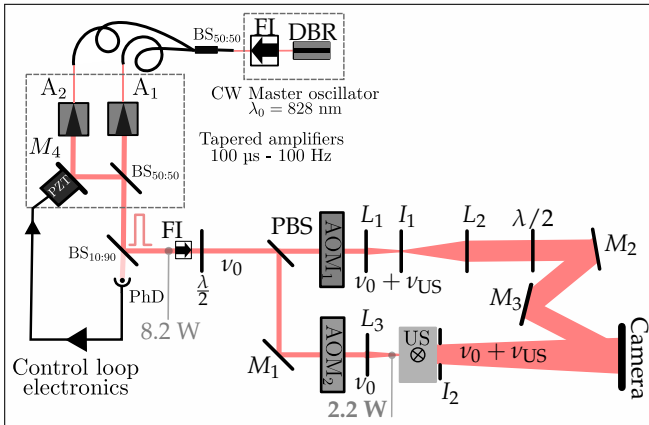 BS50:50
FI
DBR
CW Master oscillator
λ0 = 828 nm
Tapered amplifiers
100 µs - 100 Hz
A2
A1
M4
PZT
BS50:50
BS10:90
FI
PhD
λ/2
ν0
8.2 W
Control loop
electronics
PBS
AOM1
L1
I1
L2
λ/2
M2
ν0 + νUS
M3
M1
AOM2
L3
ν0
2.2 W
US
I2
ν0 + νUS
Camera